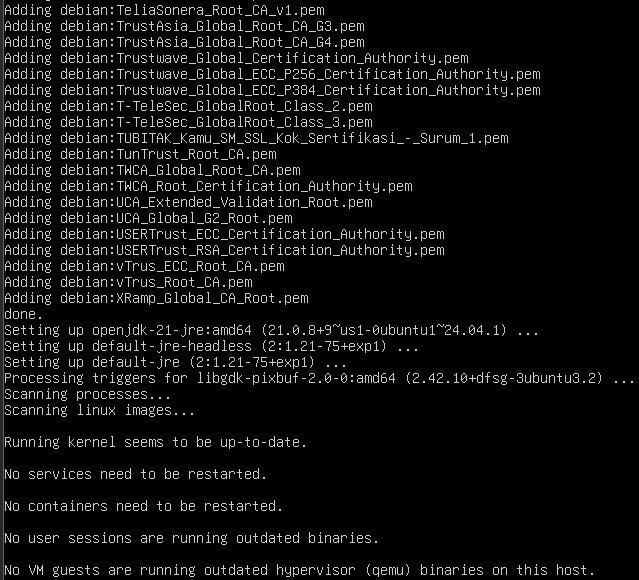 Adding debian:TeliaSonera_Root_CA_v1.pem
Adding debian:TrustAsia_Global_Root_CA_G3.pem
Adding debian:TrustAsia_Global_Root_CA_G4.pem
Adding debian:Trustwave_Global_Certification_Authority.pem
Adding debian:Trustwave_Global_ECC_P256_Certification_Authority.pem
Adding debian:Trustwave_Global_ECC_P384_Certification_Authority.pem
Adding debian:T-TeleSec_GlobalRoot_Class_2.pem
Adding debian:T-TeleSec_GlobalRoot_Class_3.pem
Adding debian:TUBITAK_Kamu_SM_SSL_Kok_Sertifikasi_-_Surum_1.pem
Adding debian:TunTrust_Root_CA.pem
Adding debian:TWCA_Global_Root_CA.pem
Adding debian:TWCA_Root_Certification_Authority.pem
Adding debian:UCA_Extended_Validation_Root.pem
Adding debian:UCA_Global_G2_Root.pem
Adding debian:USERTrust_ECC_Certification_Authority.pem
Adding debian:USERTrust_RSA_Certification_Authority.pem
Adding debian:vTrus_ECC_Root_CA.pem
Adding debian:vTrus_Root_CA.pem
Adding debian:XRamp_Global_CA_Root.pem
done.
Setting up openjdk-21-jre:amd64 (21.0.8+9~us1-0ubuntu1~24.04.1) ...
Setting up default-jre-headless (2:1.21-75+exp1) ...
Setting up default-jre (2:1.21-75+exp1) ...
Processing triggers for libgdk-pixbuf-2.0-0:amd64 (2.42.10+dfsg-3ubuntu3.2) ...
Scanning processes...
Scanning linux images...
Running kernel seems to be up-to-date.
No services need to be restarted.
No containers need to be restarted.
No user sessions are running outdated binaries.
No VM guests are running outdated hypervisor (qemu) binaries on this host.